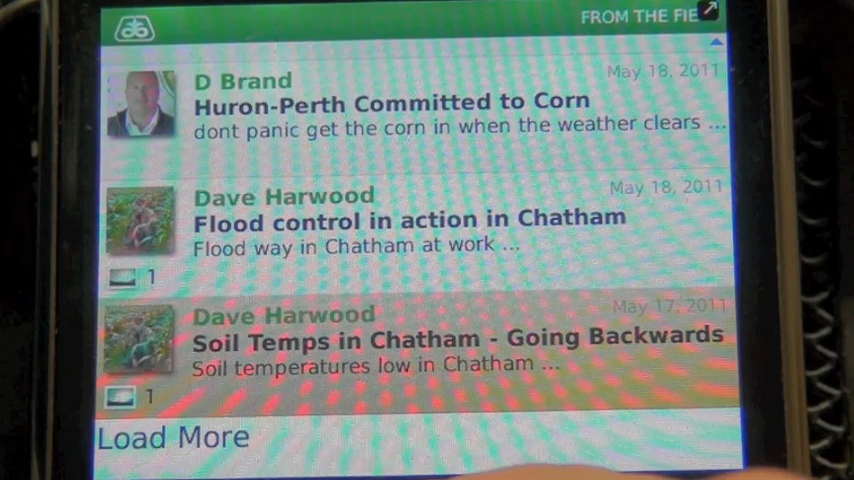 FROM THE FIE
D Brand
May 18, 2011
Huron-Perth Committed to Corn
dont panic get the corn in when the weather clears ...
Dave Harwood
May 18, 2011
Flood control in action in Chatham
Flood way in Chatham at work ...
1
Dave Harwood
May 17, 2011
Soil Temps in Chatham - Going Backwards
Soil temperatures low in Chatham ...
1
Load More